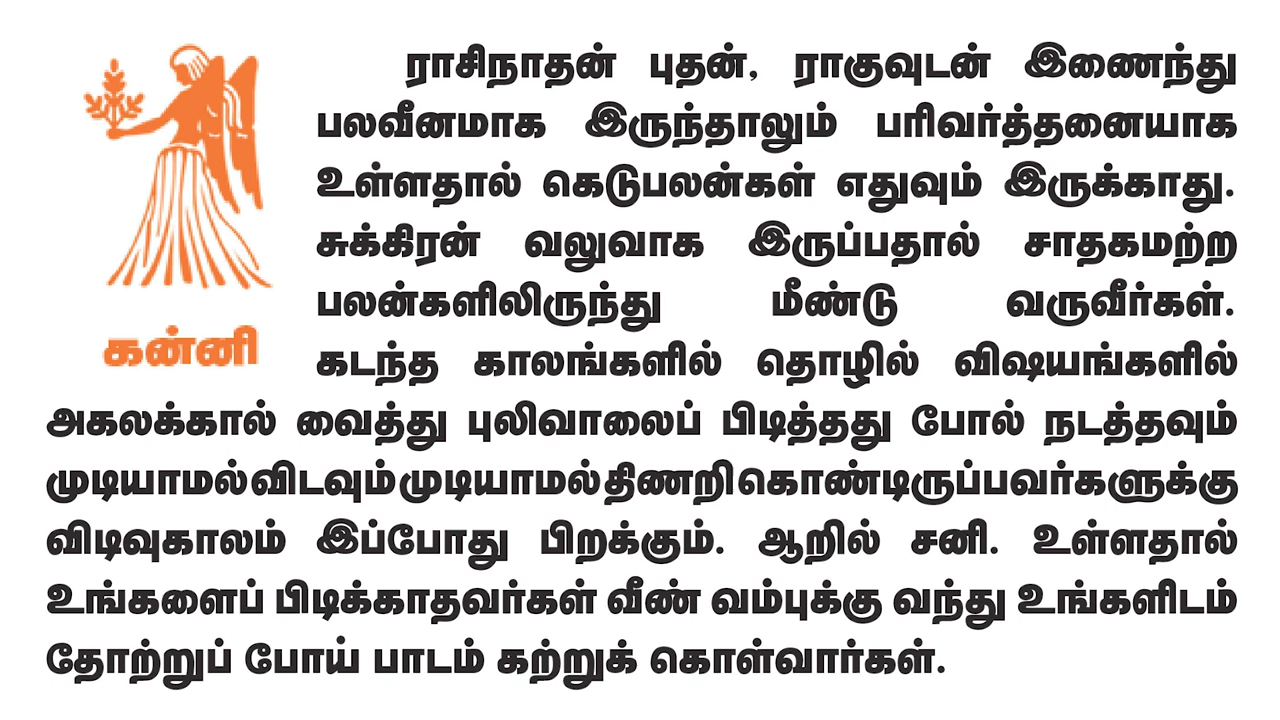 ராசிநாதன் புதன், ராகுவுடன் இணைந்து
பலவீனமாக இருந்தாலும் பரிவர்த்தனையாக
உள்ளதால் கெடுபலன்கள் எதுவும் இருக்காது.
சுக்கிரன் வலுவாக இருப்பதால் சாதகமற்ற
பலன்களிலிருந்து மீண்டு வருவீர்கள்.
கன்னி
கடந்த காலங்களில் தொழில் விஷயங்களில்
அகலக்கால் வைத்து புலிவாலைப் பிடித்தது போல் நடத்தவும்
முடியாமல் விடவும் முடியாமல் திணறி கொண்டிருப்பவர்களுக்கு
விடிவுகாலம் இப்போது பிறக்கும். ஆறில் சனி. உள்ளதால்
உங்களைப் பிடிக்காதவர்கள் வீண் வம்புக்கு வந்து உங்களிடம்
தோற்றுப் போய் பாடம் கற்றுக் கொள்வார்கள்.